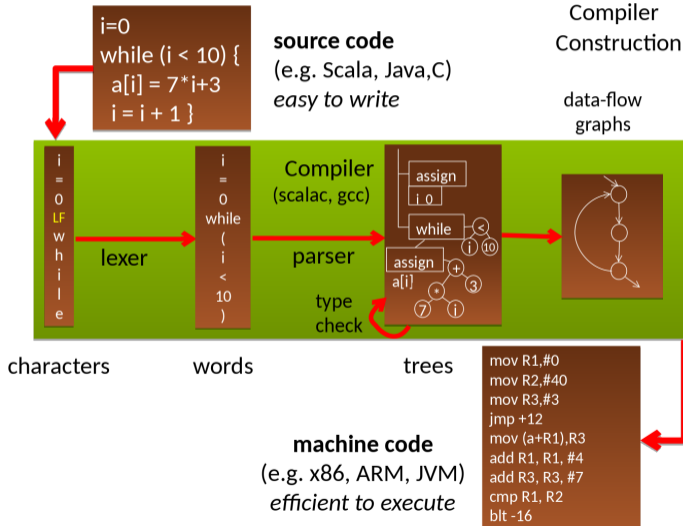 i=0
while (i < 10) {
a[i] = 7*i+3
i = i + 1 }
source code
(e.g. Scala, Java,C)
easy to write
Compiler
Construction
data-flow
graphs
i
=
0
LF
w
h
i
l
e
lexer
i
=
0
while
(
i
<
10
)
Compiler
(scalac, gcc)
parser
type
check
assign
i 0
while
<
i
10
assign
a[i]
+
*
3
7
i
characters
words
trees
machine code
(e.g. x86, ARM, JVM)
efficient to execute
mov R1,#0
mov R2,#40
mov R3,#3
jmp +12
mov (a+R1),R3
add R1, R1, #4
add R3, R3, #7
cmp R1, R2
blt -16